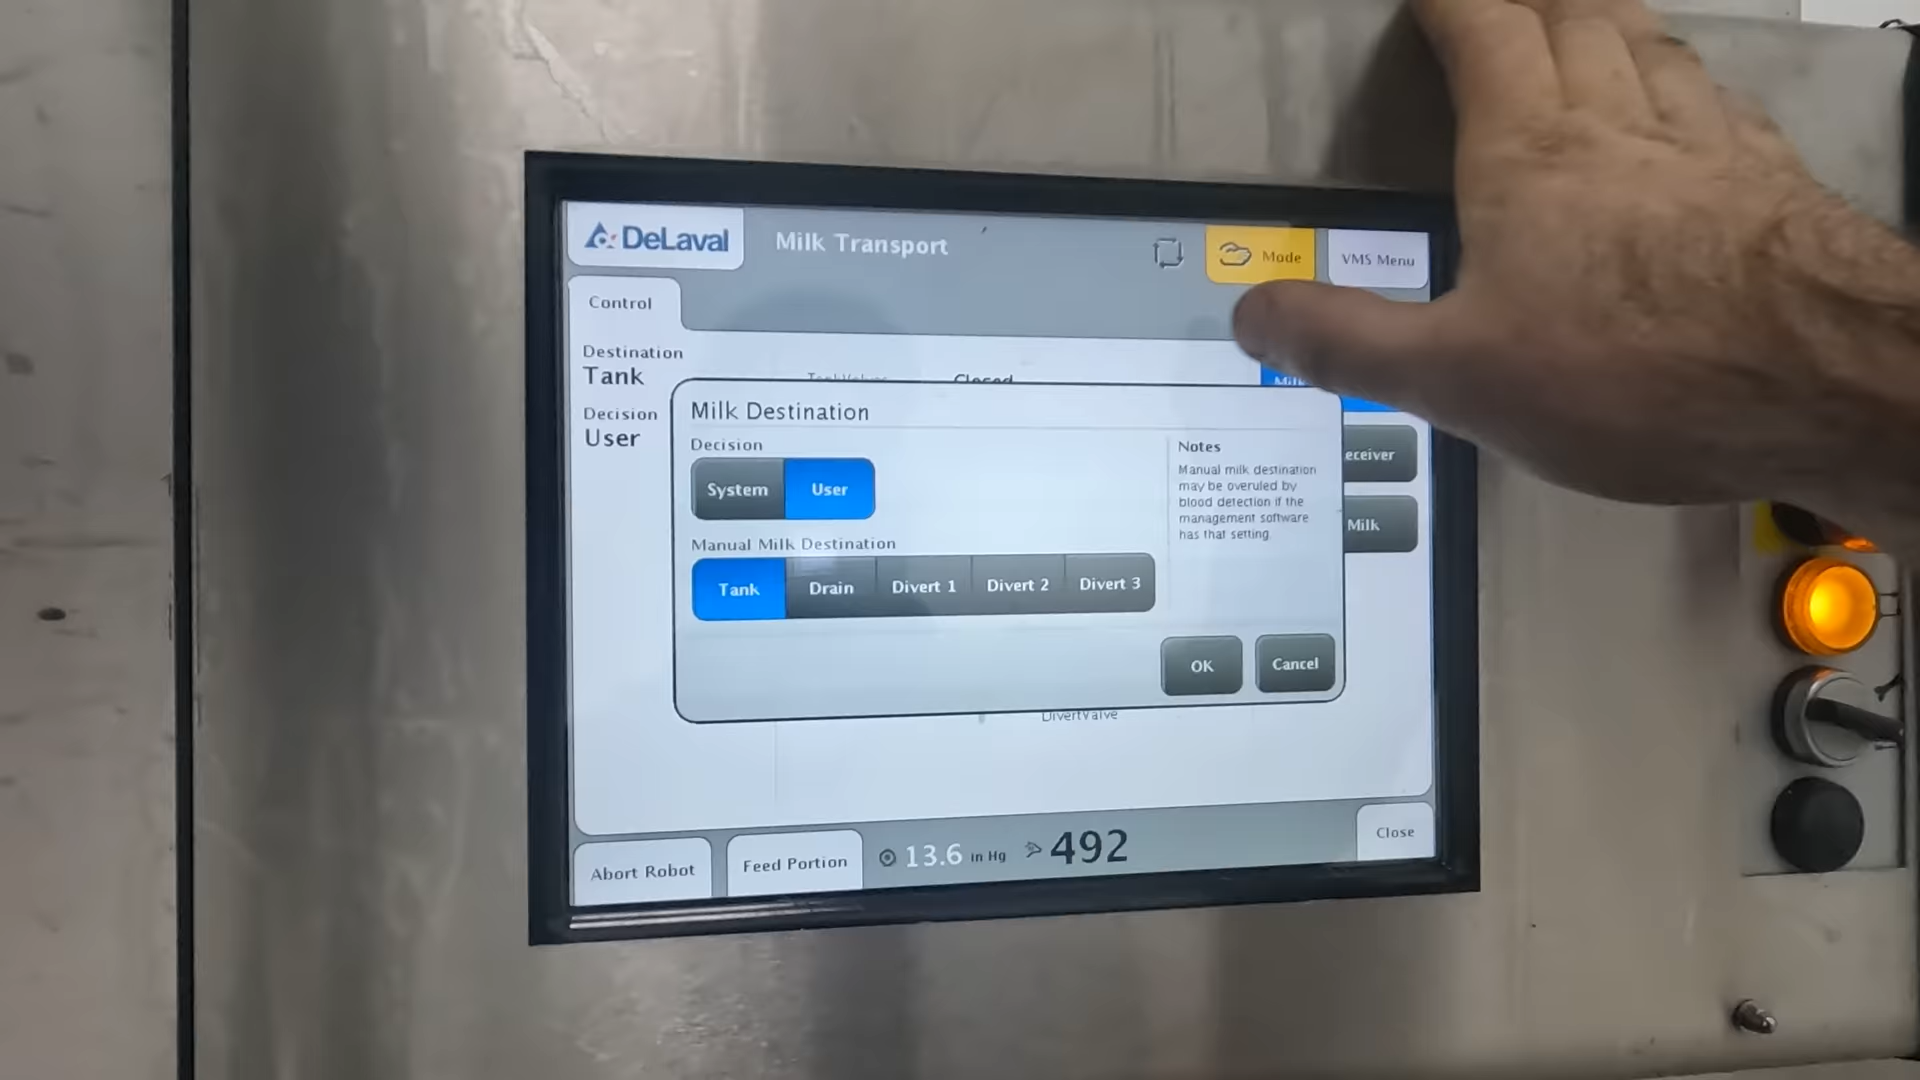 DeLaval
Milk Transport
Mode
VMS Menu
Control
Destination
Tank
Closed
Decision
User
Milk Destination
Decision
System
User
Notes
Manual milk destination
may be overuled by
blood detection if the
management software
has that setting.
Manual Milk Destination
Tank
Drain
Divert 1
Divert 2
Divert 3
OK
Cancel
eceiver
Milk
DivertValve
Abort Robot
Feed Portion
13.6 in Hg
492
Close